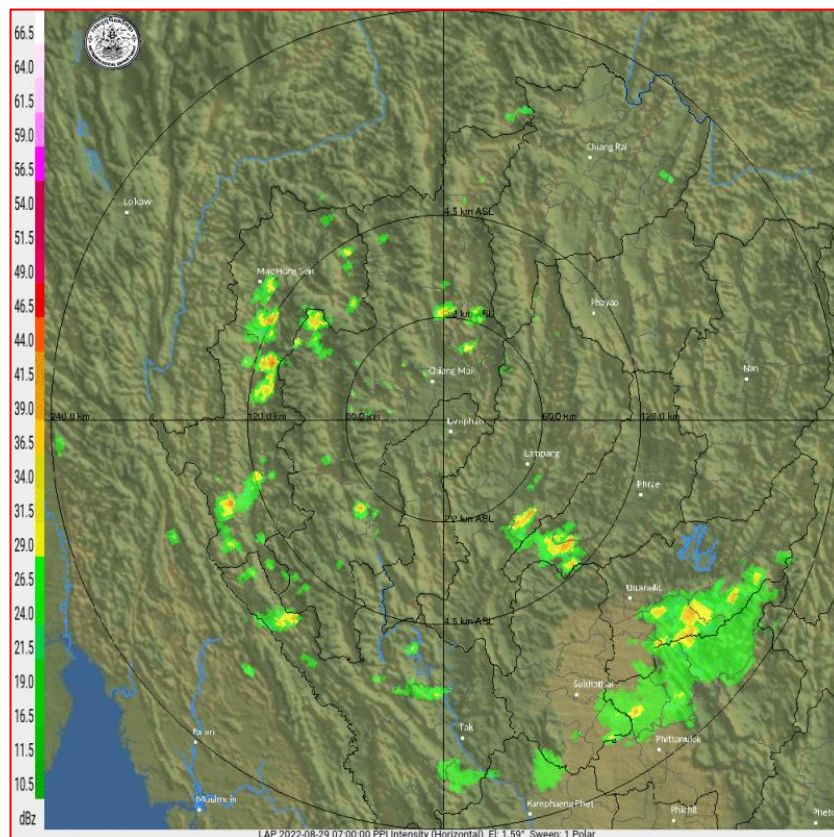 66.5
64.0
61.5
59.0
56.5
54.0
51.5
49.0
46.5
44.0
41.5
39.0
36.5
34.0
31.5
29.0
26.5
24.0
21.5
19.0
16.5
14.0
11.5
10.5
dBz
Chiang Rai
Loikaw
4.5 km ASL
Mae Hong Son
Phayao
km ASL
Chiang Mai
Nan
240.0 km
120.0 km
60.0 km
60.0 km
120.0 km
Lamphun
Lampang
Phrae
2.2 km ASL
Uttaradit
4.5 km ASL
Sukhothai
Tak
Phitsanulok
Moulmein
Kamphaeng Phet
Phichit
LAP 2022-08-29 07:00:00 PPI Intensity (Horizontal) El: 1.59° Sweep: 1 Polar